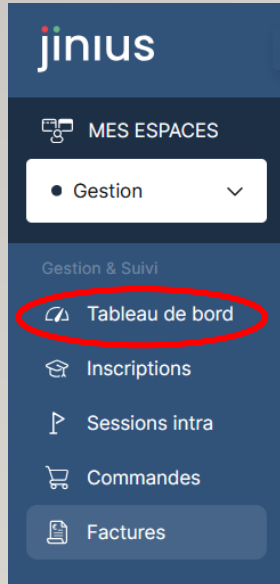 jinius
MES ESPACES
Gestion
Gestion & Suivi
Tableau de bord
Inscriptions
Sessions intra
Commandes
Factures